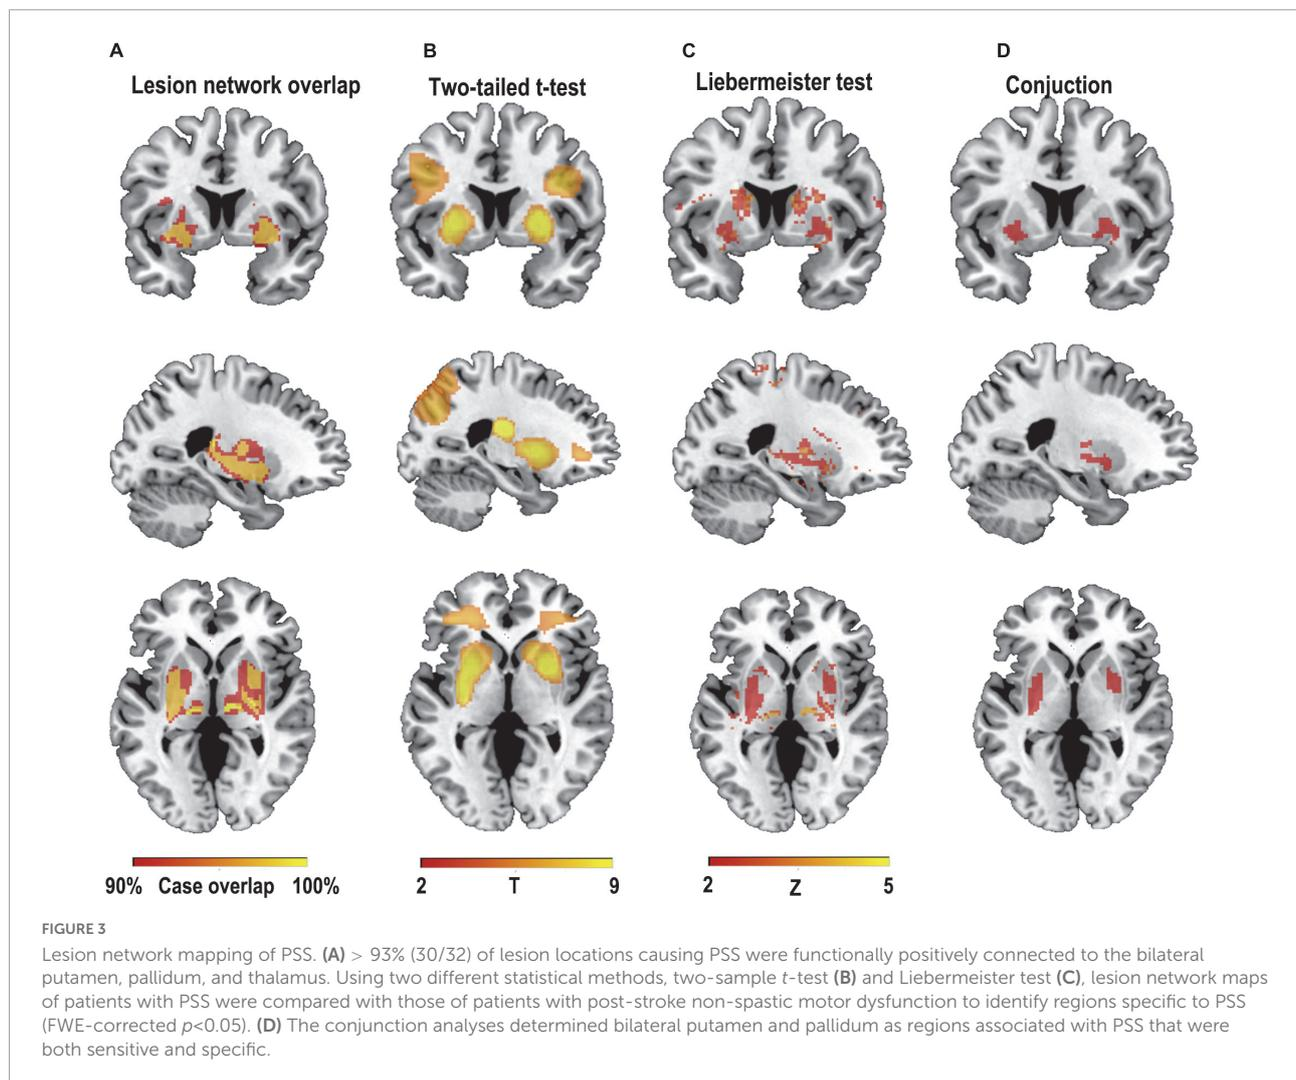 A
B
C
D
Lesion network overlap
Two-tailed t-test
Liebermeister test
Conjuction
90% Case overlap 100%
2 T 9
2 Z 5
FIGURE 3
Lesion network mapping of PSS. (A) > 93% (30/32) of lesion locations causing PSS were functionally positively connected to the bilateral
putamen, pallidum, and thalamus. Using two different statistical methods, two-sample t-test (B) and Liebermeister test (C), lesion network maps
of patients with PSS were compared with those of patients with post-stroke non-spastic motor dysfunction to identify regions specific to PSS
(FWE-corrected p<0.05). (D) The conjunction analyses determined bilateral putamen and pallidum as regions associated with PSS that were
both sensitive and specific.